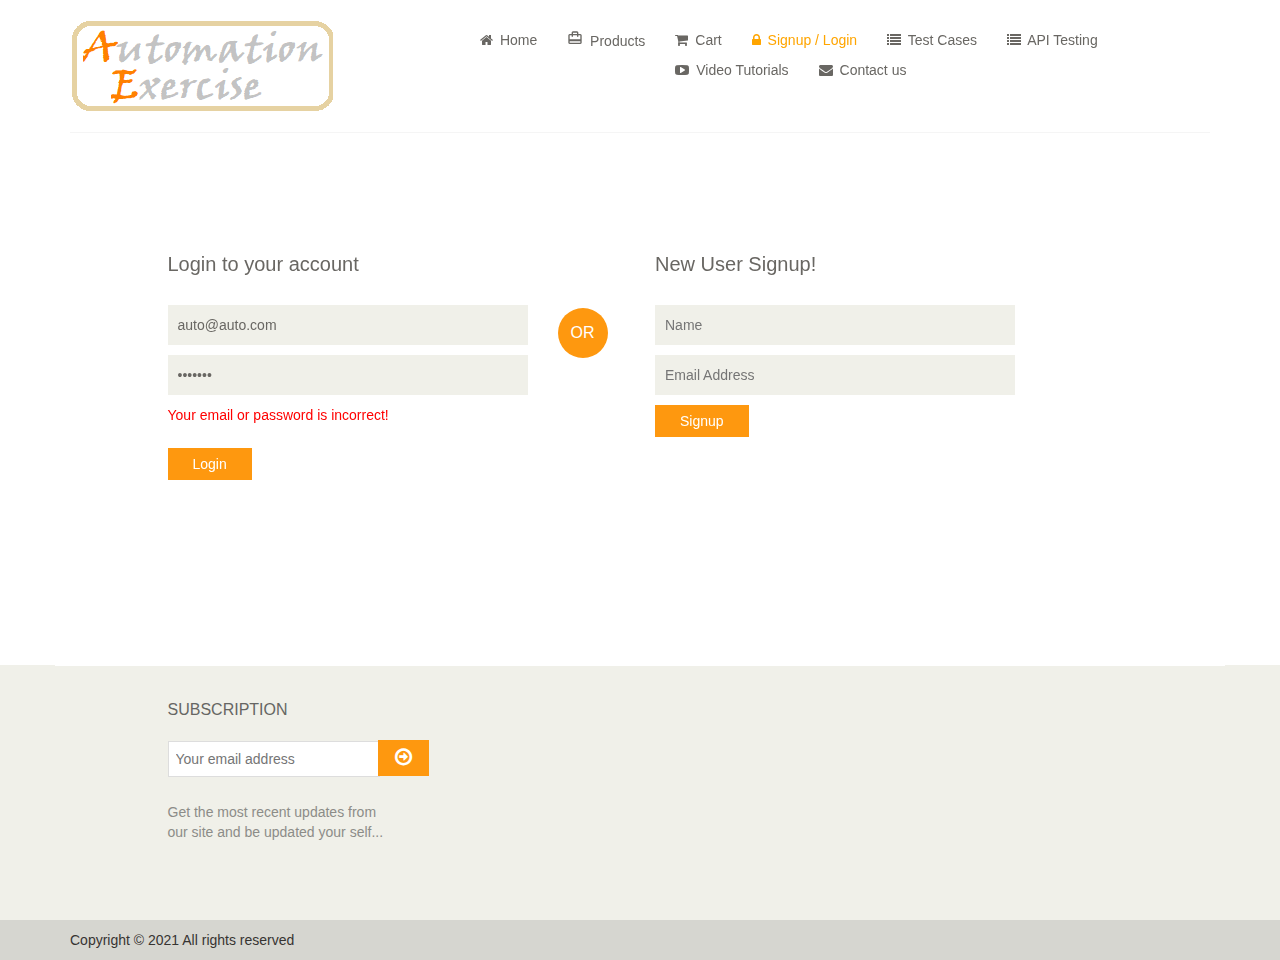 Automation
Exercise
Home Products Cart Signup / Login Test Cases API Testing
Video Tutorials Contact us
Login to your account
auto@auto.com
•••••••
Your email or password is incorrect!
Login
OR
New User Signup!
Name
Email Address
Signup
SUBSCRIPTION
Your email address
Get the most recent updates from
our site and be updated your self...
Copyright © 2021 All rights reserved